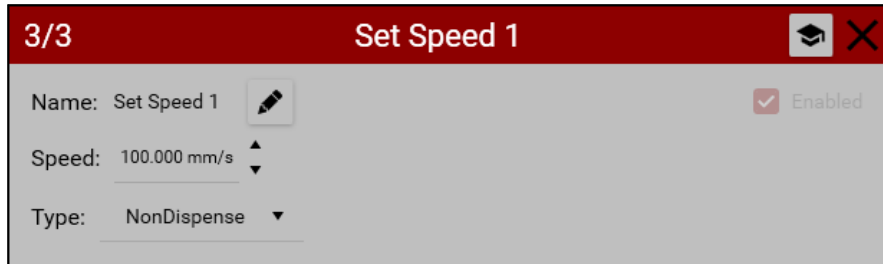 3/3 Set Speed 1
Name: Set Speed 1 Enabled
Speed: 100.000 mm/s
Type: NonDispense